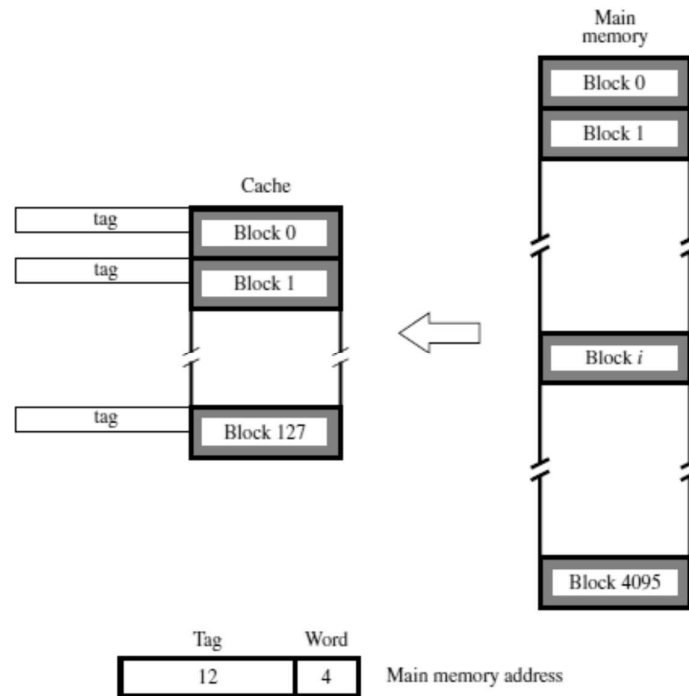 Main
memory
Block 0
Block 1
Cache
tag
Block 0
tag
Block 1
Block i
tag
Block 127
Block 4095
Tag
Word
12
4
Main memory address